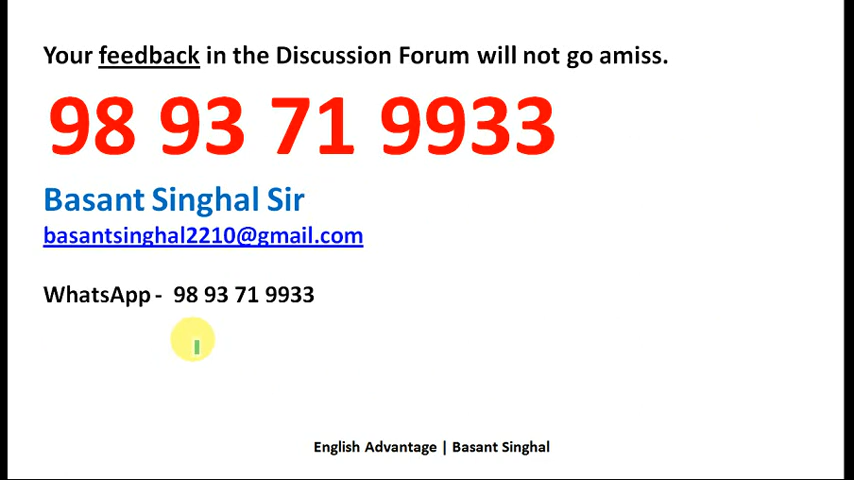 Your feedback in the Discussion Forum will not go amiss.
98 93 71 9933
Basant Singhal Sir
basantsinghal2210@gmail.com
WhatsApp - 98 93 71 9933
English Advantage | Basant Singhal